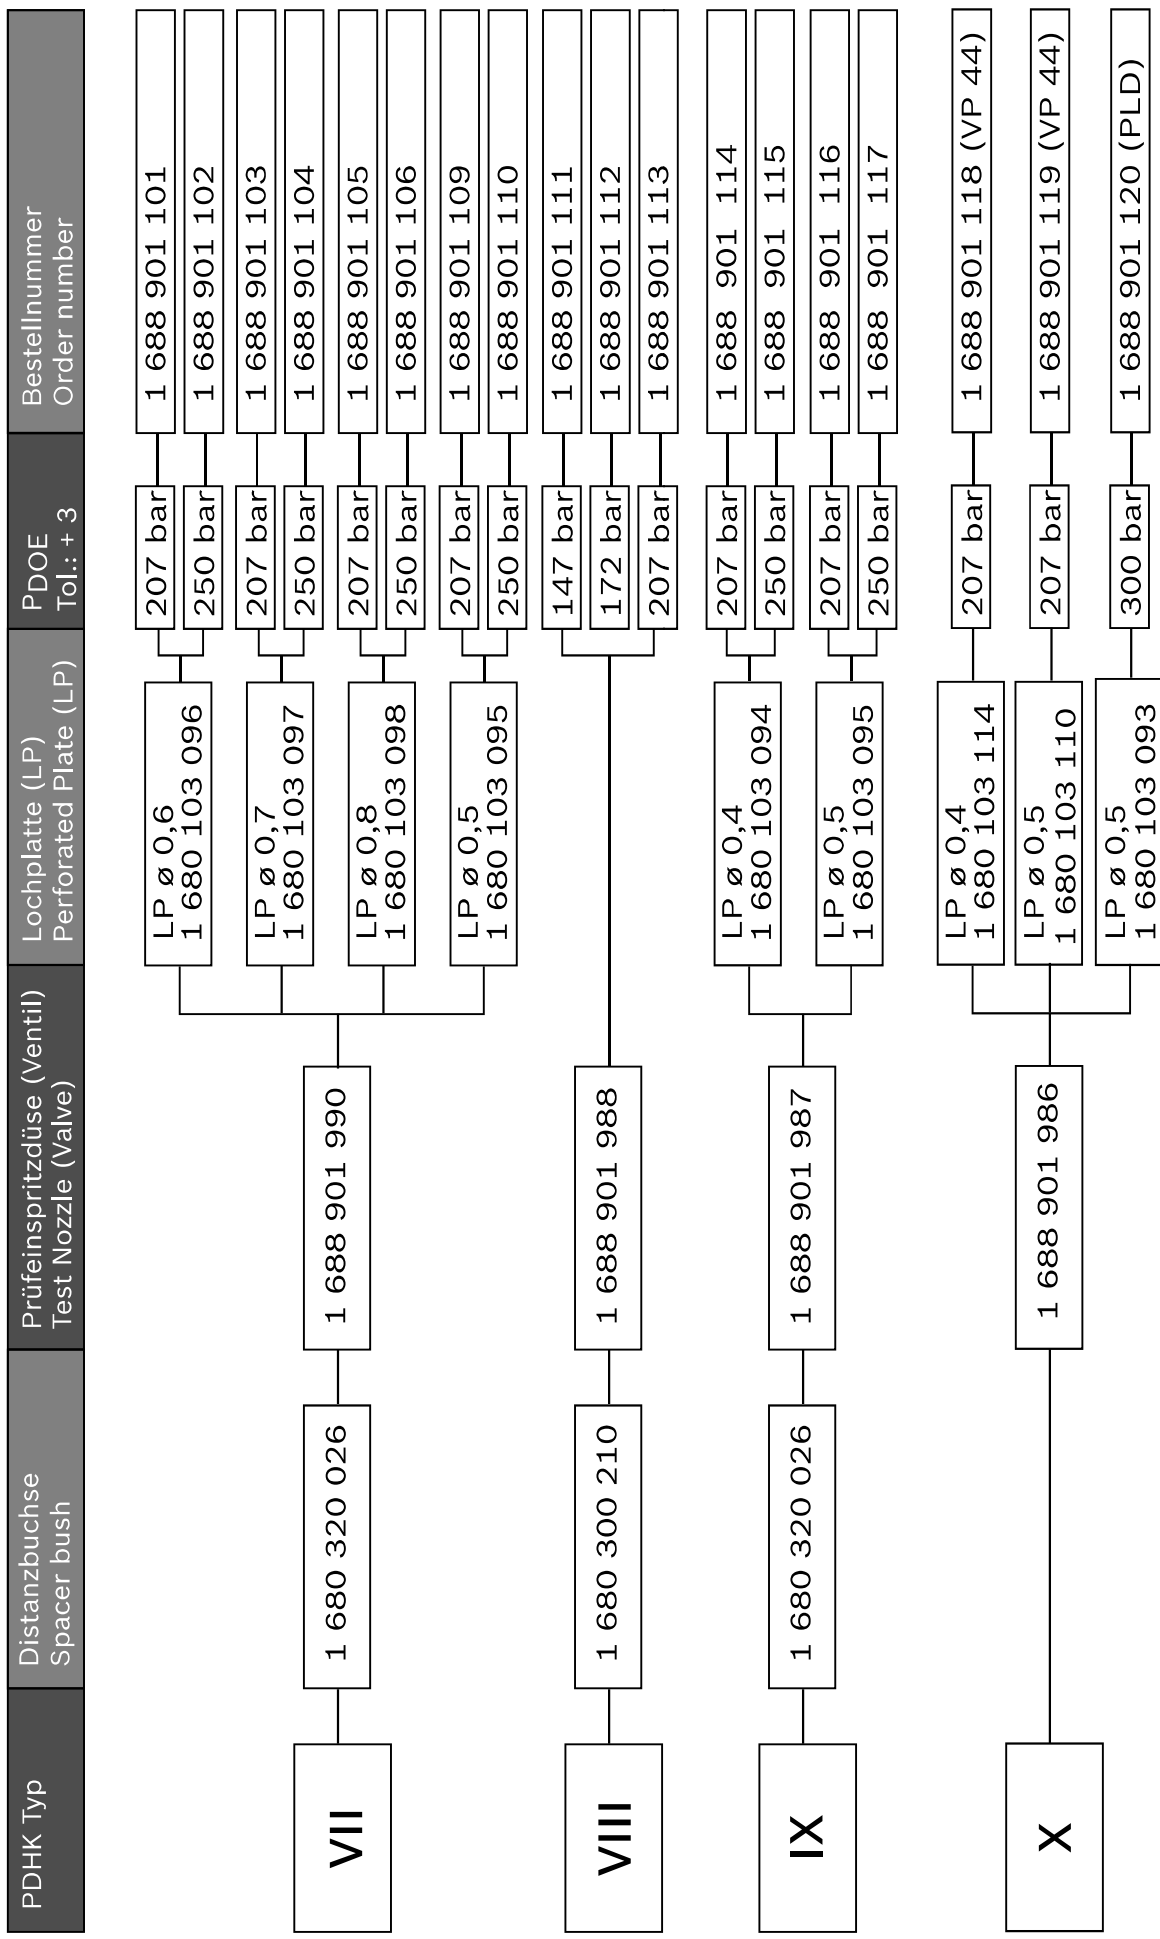 PDHK Typ
Distanzbuchse
Spacer bush
Prüfeinspritzdüse (Ventil)
Test Nozzle (Valve)
Lochplatte (LP)
Perforated Plate (LP)
PDOE
Tol.: + 3
Bestellnummer
Order number
VII
1 680 320 026
1 688 901 990
LP ø 0,6
1 680 103 096
207 bar
1 688 901 101
250 bar
1 688 901 102
LP ø 0,7
1 680 103 097
207 bar
1 688 901 103
250 bar
1 688 901 104
LP ø 0,8
1 680 103 098
207 bar
1 688 901 105
250 bar
1 688 901 106
LP ø 0,5
1 680 103 095
207 bar
1 688 901 109
250 bar
1 688 901 110
VIII
1 680 300 210
1 688 901 988
147 bar
1 688 901 111
172 bar
1 688 901 112
207 bar
1 688 901 113
IX
1 680 320 026
1 688 901 987
LP ø 0,4
1 680 103 094
207 bar
1 688 901 114
250 bar
1 688 901 115
LP ø 0,5
1 680 103 095
207 bar
1 688 901 116
250 bar
1 688 901 117
X
1 688 901 986
LP ø 0,4
1 680 103 114
207 bar
1 688 901 118 (VP 44)
LP ø 0,5
1 680 103 110
207 bar
1 688 901 119 (VP 44)
LP ø 0,5
1 680 103 093
300 bar
1 688 901 120 (PLD)